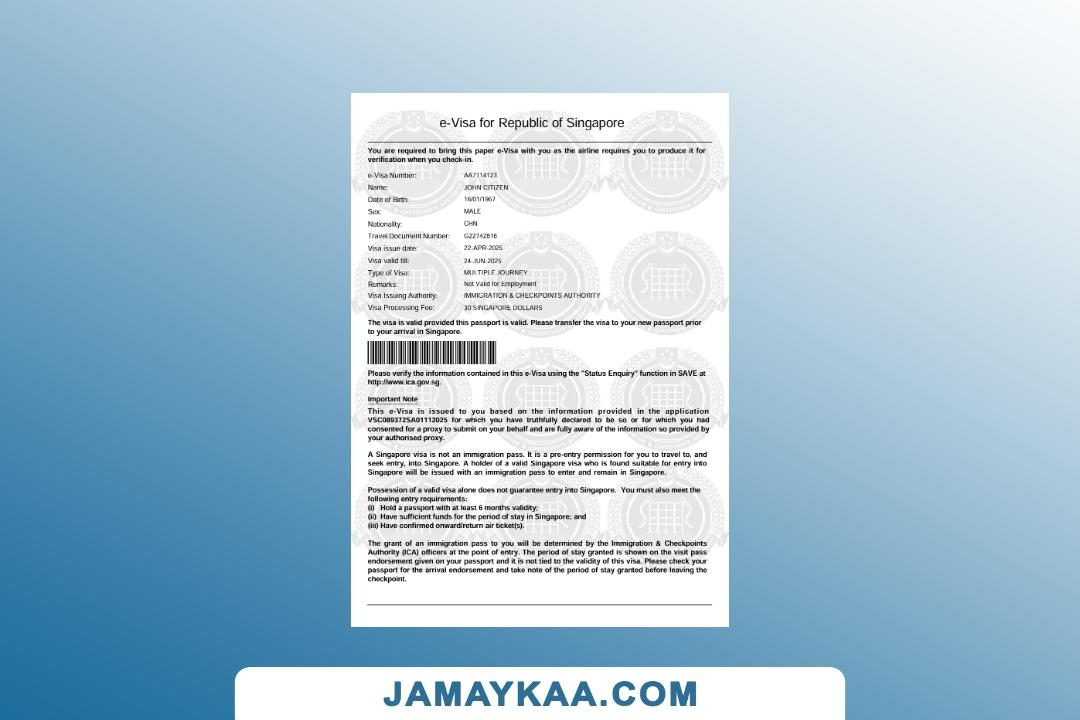 e-Visa for Republic of Singapore
You are required to bring this paper e-Visa with you as the airline requires you to produce it for
verification when you check-in.
e-Visa Number: AA7114123
Name: JOHN CITIZEN
Date of Birth: 16/01/1967
Sex: MALE
Nationality: CHN
Travel Document Number: G22742816
Visa issue date: 22-APR-2025
Visa valid till: 24-JUN-2025
Type of Visa: MULTIPLE JOURNEY
Remarks: Not Valid for Employment
Visa Issuing Authority: IMMIGRATION & CHECKPOINTS AUTHORITY
Visa Processing Fee: 30 SINGAPORE DOLLARS
The visa is valid provided this passport is valid. Please transfer the visa to your new passport prior
to your arrival in Singapore.
Please verify the information contained in this e-Visa using the "Status Enquiry" function in SAVE at
http://www.ica.gov.sg.
Important Note
This e-Visa is issued to you based on the information provided in the application
VSC089372SA01112025 for which you have truthfully declared to be so or for which you had
consented for a proxy to submit on your behalf and are fully aware of the information so provided by
your authorised proxy.
A Singapore visa is not an immigration pass. It is a pre-entry permission for you to travel to, and
seek entry, into Singapore. A holder of a valid Singapore visa who is found suitable for entry into
Singapore will be issued with an immigration pass to enter and remain in Singapore.
Possession of a valid visa alone does not guarantee entry into Singapore. You must also meet the
following entry requirements:
(i) Hold a passport with at least 6 months validity;
(ii) Have sufficient funds for the period of stay in Singapore; and
(iii) Have confirmed onward/return air ticket(s).
The grant of an immigration pass to you will be determined by the Immigration & Checkpoints
Authority (ICA) officers at the point of entry. The period of stay granted is shown on the visit pass
endorsement given on your passport and it is not tied to the validity of this visa. Please check your
passport for the arrival endorsement and take note of the period of stay granted before leaving the
checkpoint.
JAMAYKAA.COM